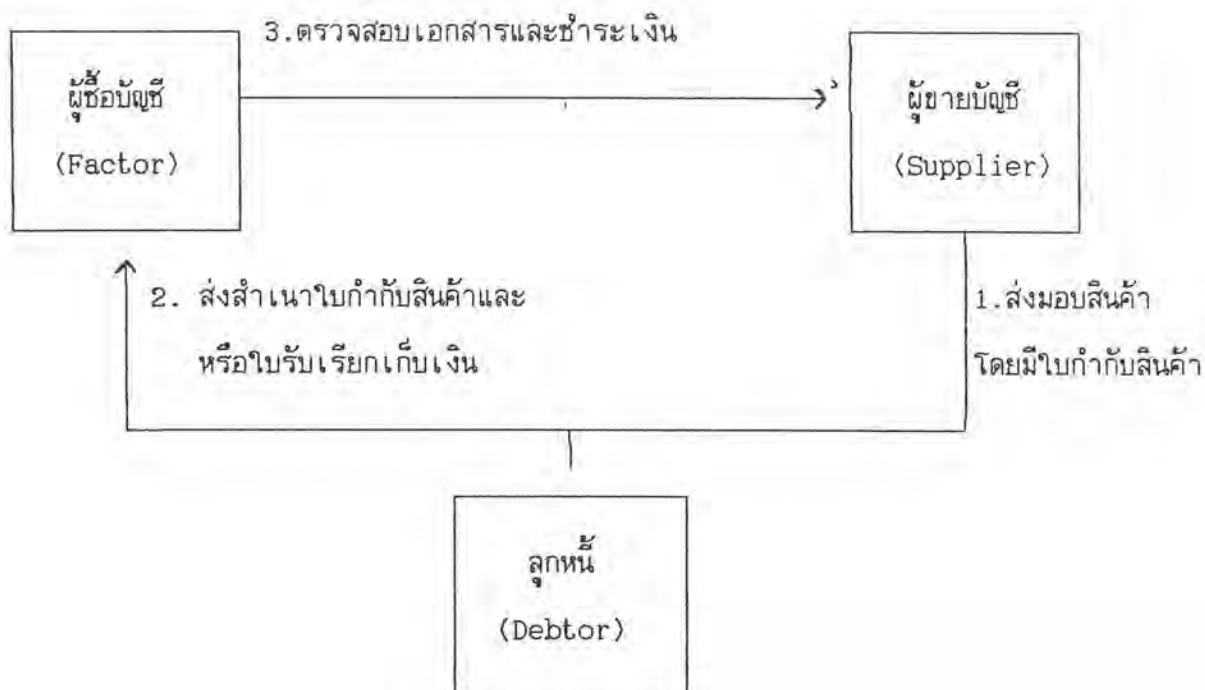 3.ตรวจสอบเอกสารและชำระเงิน
ผู้ซื้อบัญชี
(Factor)
ผู้ขายบัญชี
(Supplier)
2. ส่งสำเนาใบกำกับสินค้าและ
หรือใบรับเรียกเก็บเงิน
1.ส่งมอบสินค้า
โดยมีใบกำกับสินค้า
ลูกหนี้
(Debtor)